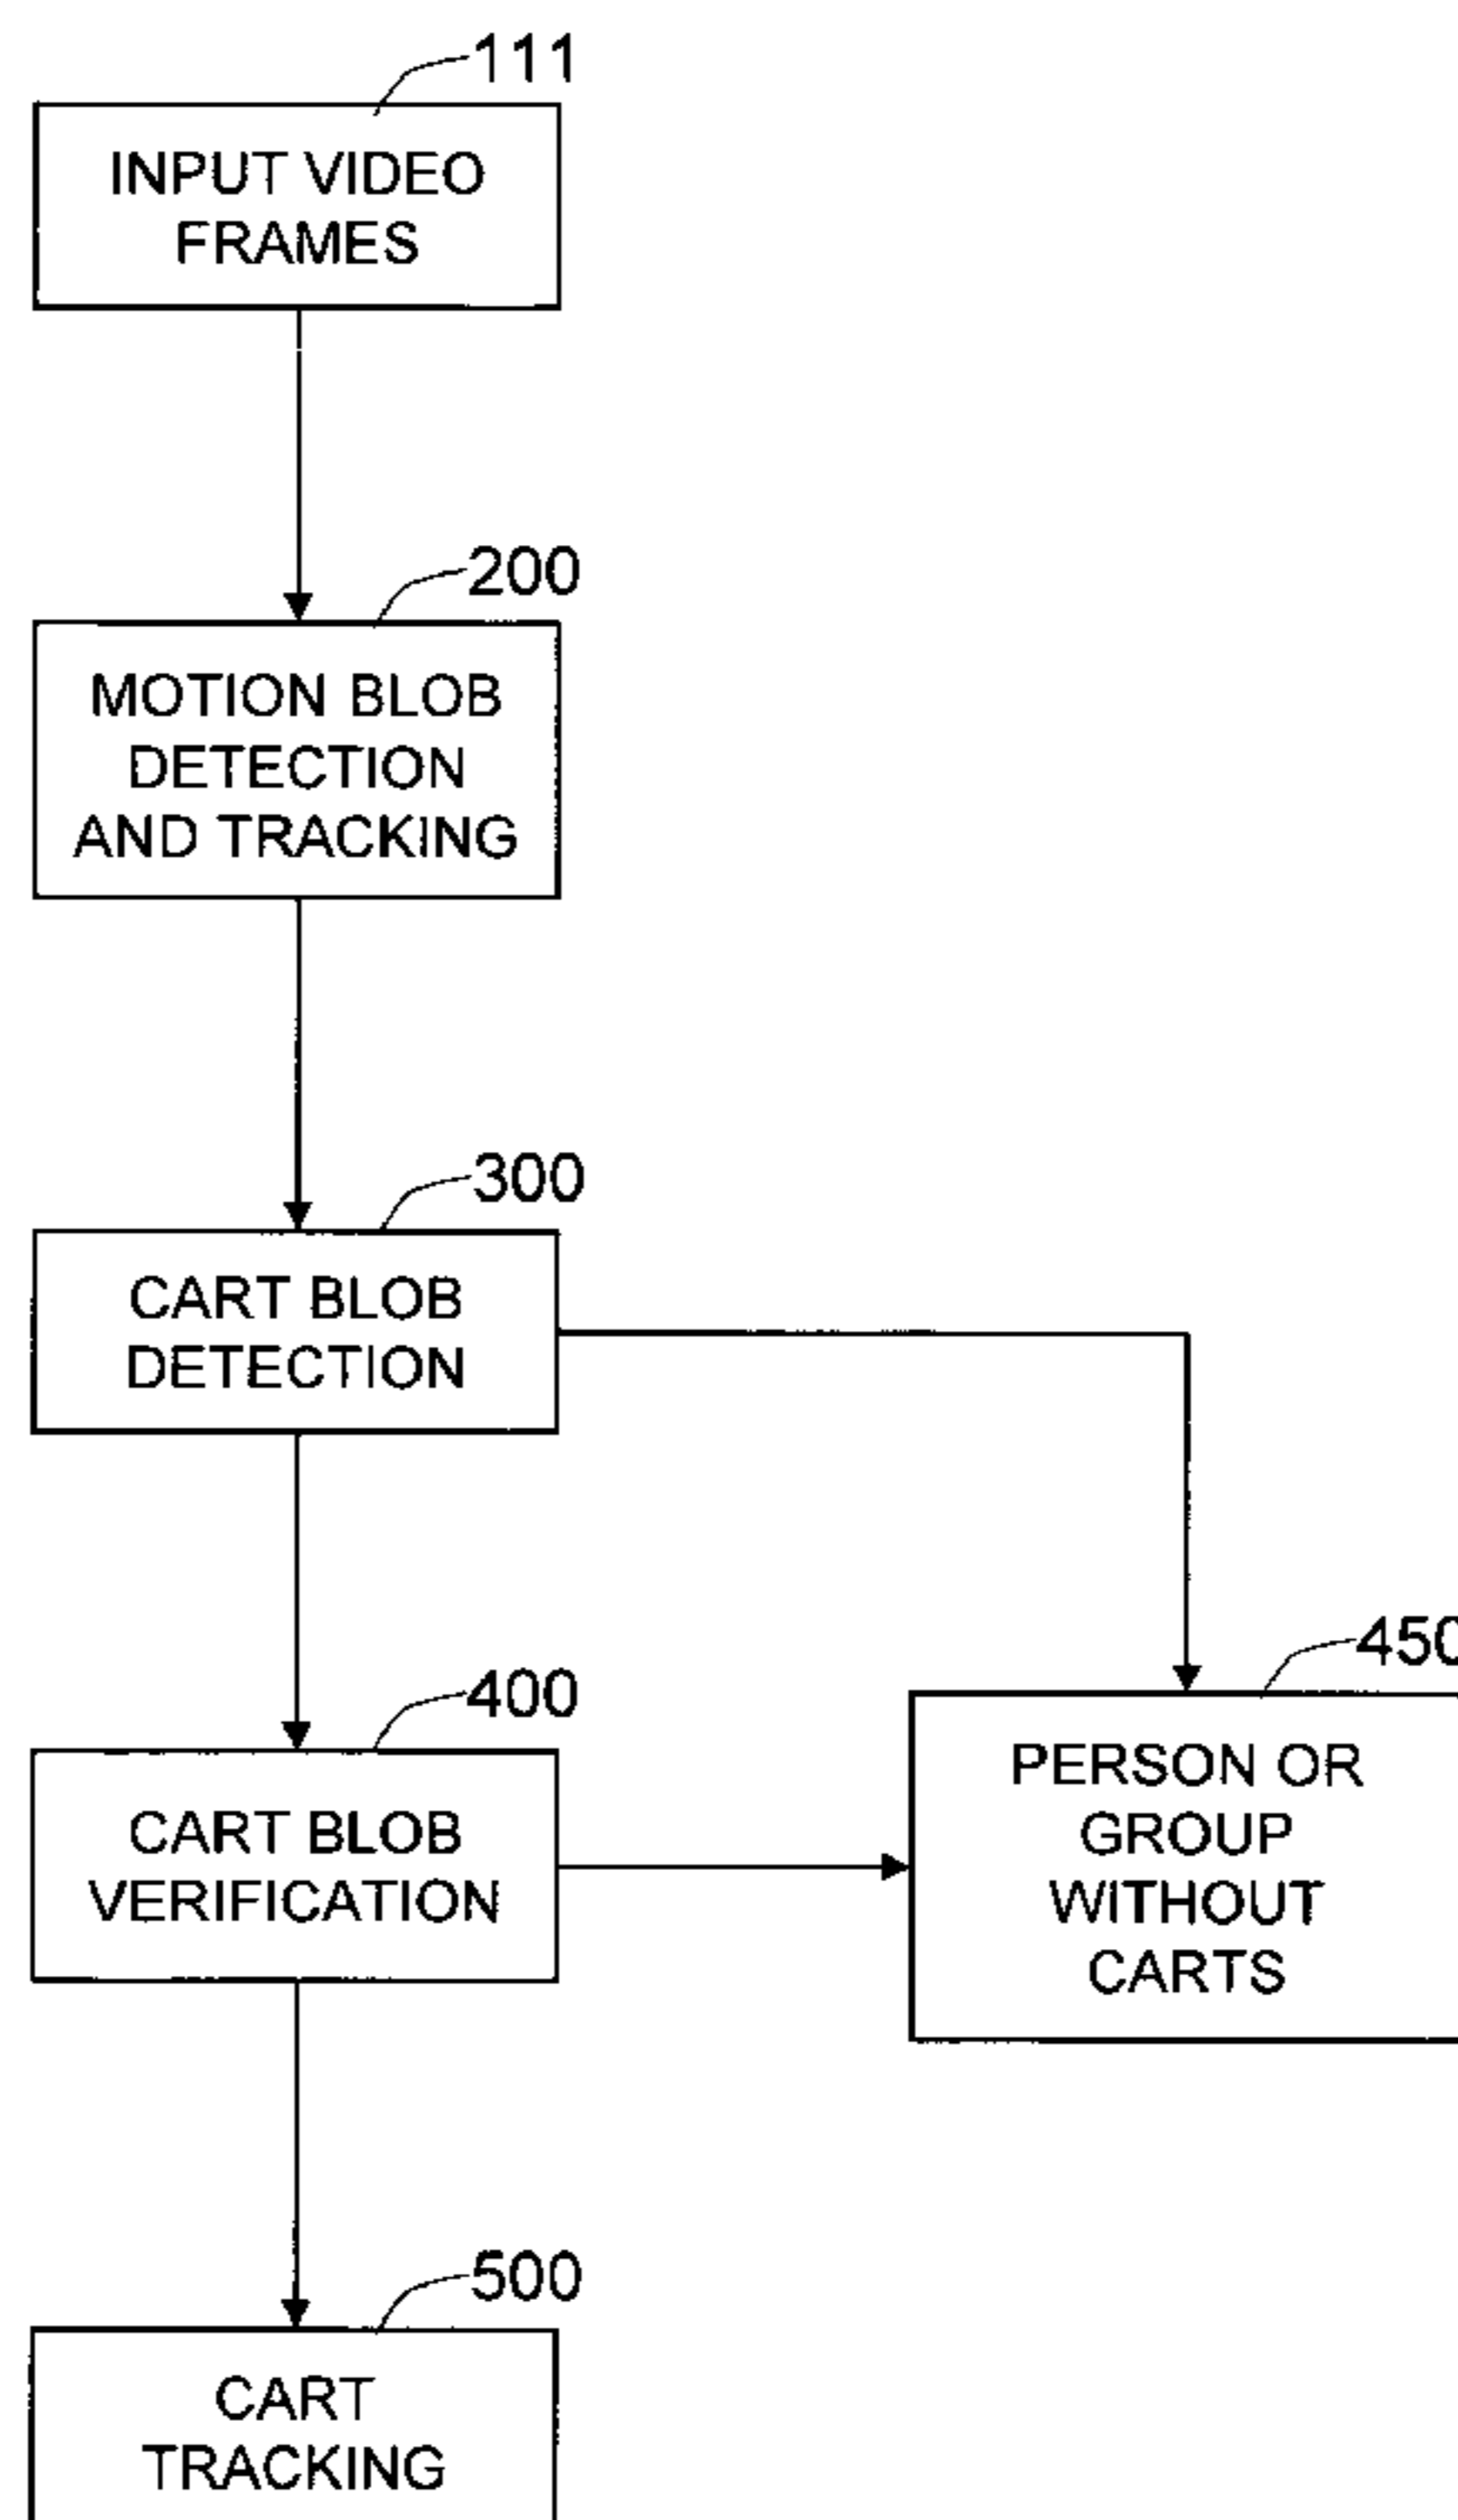 111
INPUT VIDEO
FRAMES
200
MOTION BLOB
DETECTION
AND TRACKING
300
CART BLOB
DETECTION
400
CART BLOB
VERIFICATION
450
PERSON OR
GROUP
WITHOUT
CARTS
500
CART
TRACKING